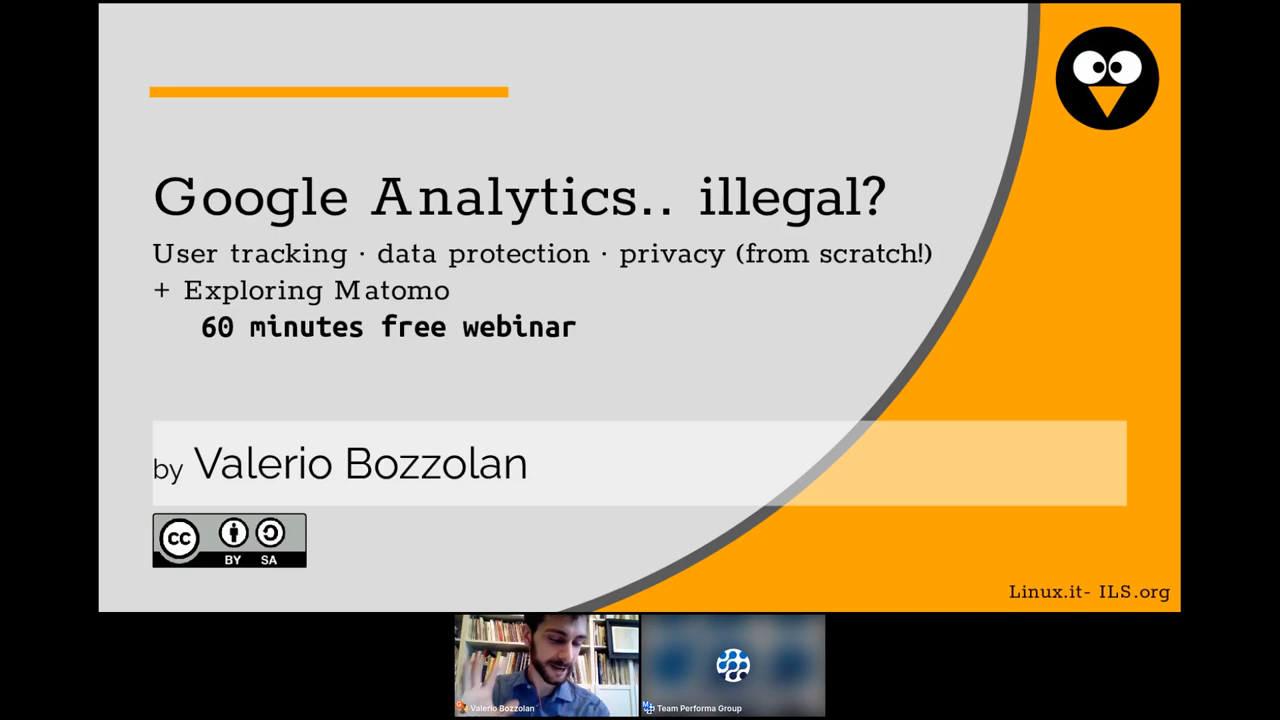 Google Analytics.. illegal?
User tracking · data protection · privacy (from scratch!)
+ Exploring Matomo
60 minutes free webinar
by Valerio Bozzolan
cc
BY SA
Linux.it- ILS.org
Valerio Bozzolan
Team Performa Group